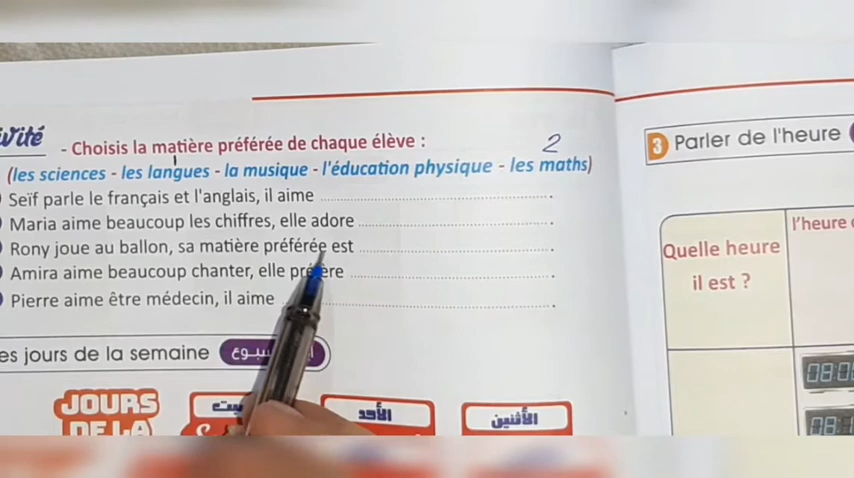 - Choisis la matière préférée de chaque élève :
2
(les sciences - les langues - la musique - l'éducation physique - les maths)
Seïf parle le français et l'anglais, il aime
Maria aime beaucoup les chiffres, elle adore
Rony joue au ballon, sa matière préférée est
Amira aime beaucoup chanter, elle préfère
Pierre aime être médecin, il aime
es jours de la semaine
JOURS
DE LA
الأحد
الأثنين
3 Parler de l'heure
Quelle heure
il est ?
l'heure